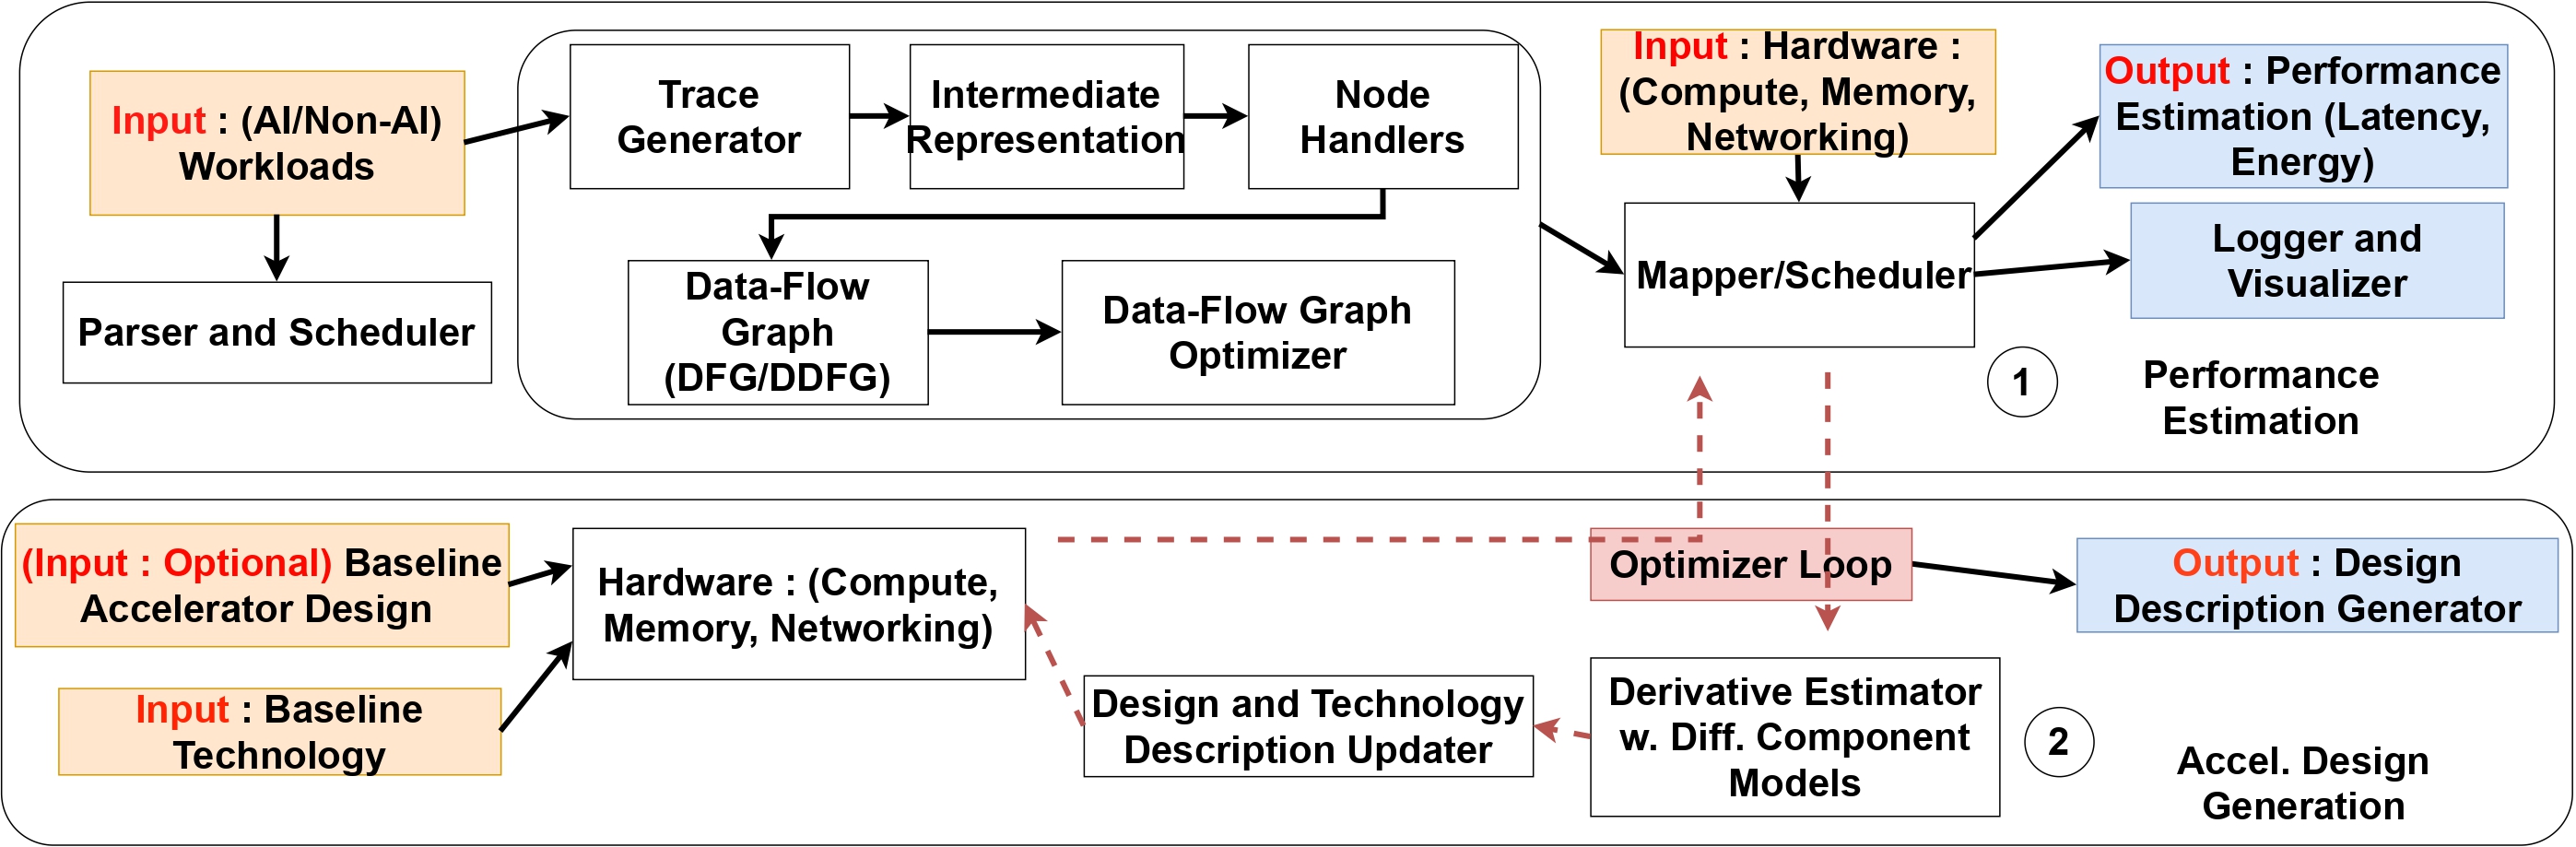 Input : (AI/Non-AI)
Workloads
Parser and Scheduler
Trace
Generator
Intermediate
Representation
Node
Handlers
Data-Flow
Graph
(DFG/DDFG)
Data-Flow Graph
Optimizer
Input : Hardware :
(Compute, Memory,
Networking)
Mapper/Scheduler
Output : Performance
Estimation (Latency,
Energy)
Logger and
Visualizer
1
Performance
Estimation
(Input : Optional) Baseline
Accelerator Design
Input : Baseline
Technology
Hardware : (Compute,
Memory, Networking)
Optimizer Loop
Output : Design
Description Generator
Design and Technology
Description Updater
Derivative Estimator
w. Diff. Component
Models
2
Accel. Design
Generation